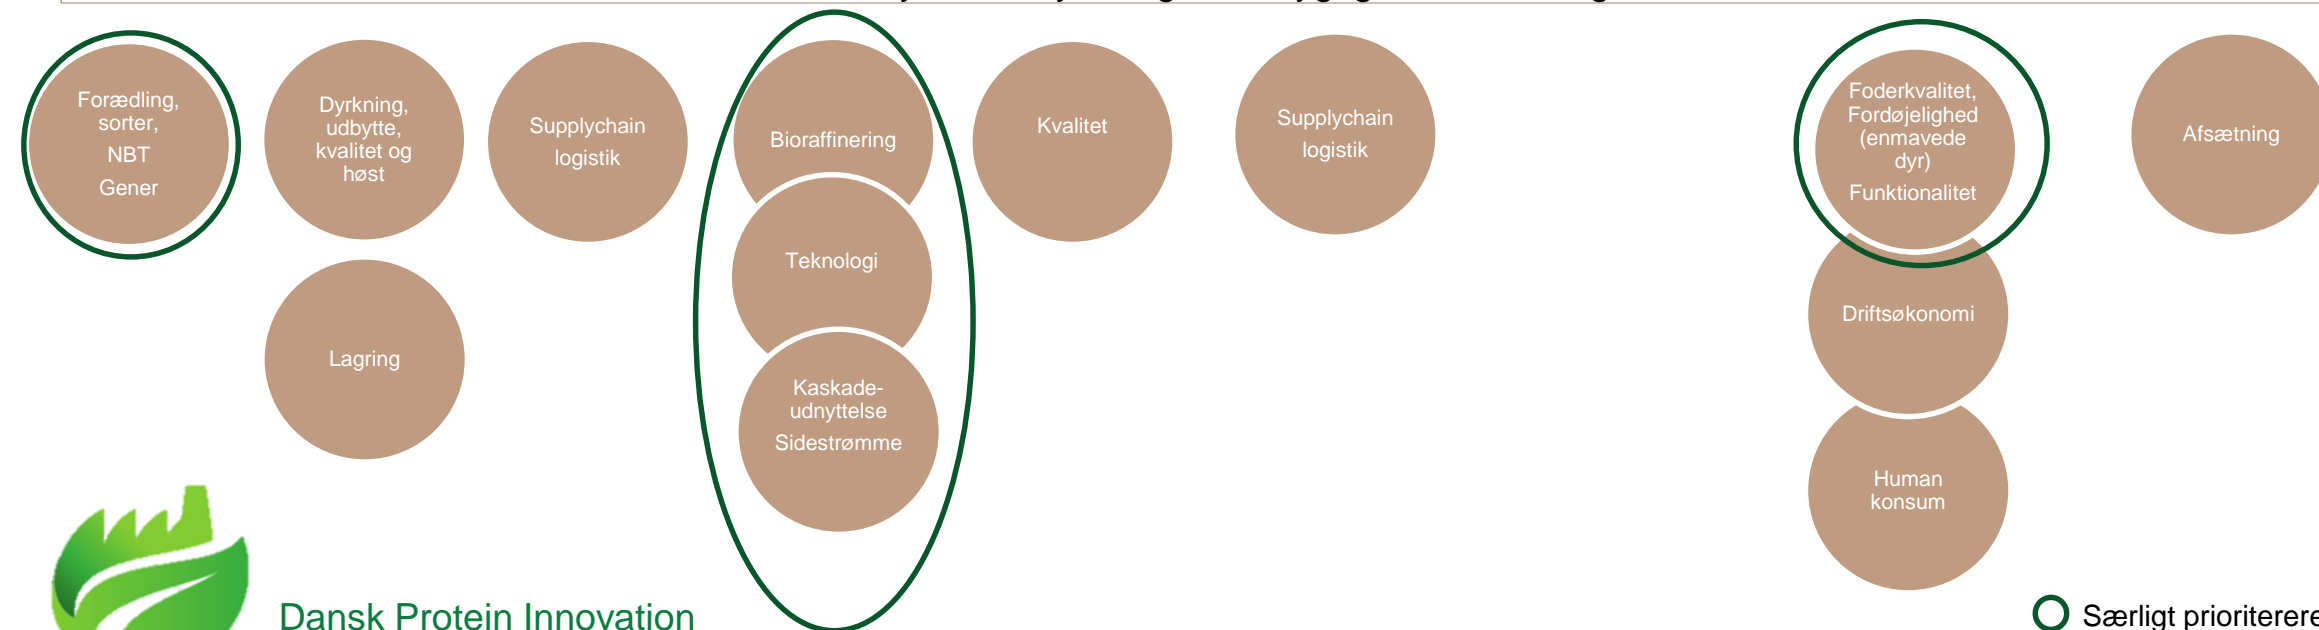 Forædling,
sorter,
NBT
Gener
Dyrkning,
udbytte,
kvalitet og
høst
Lagring
Supplychain
logistik
Bioraffinering
Teknologi
Kaskade-
udnyttelse
Sidestrømme
Kvalitet
Supplychain
logistik
Foderkvalitet,
Fordøjelighed
(enmavede
dyr)
Funktionalitet
Driftsøkonomi
Human
konsum
Afsætning
Dansk Protein Innovation
Særligt